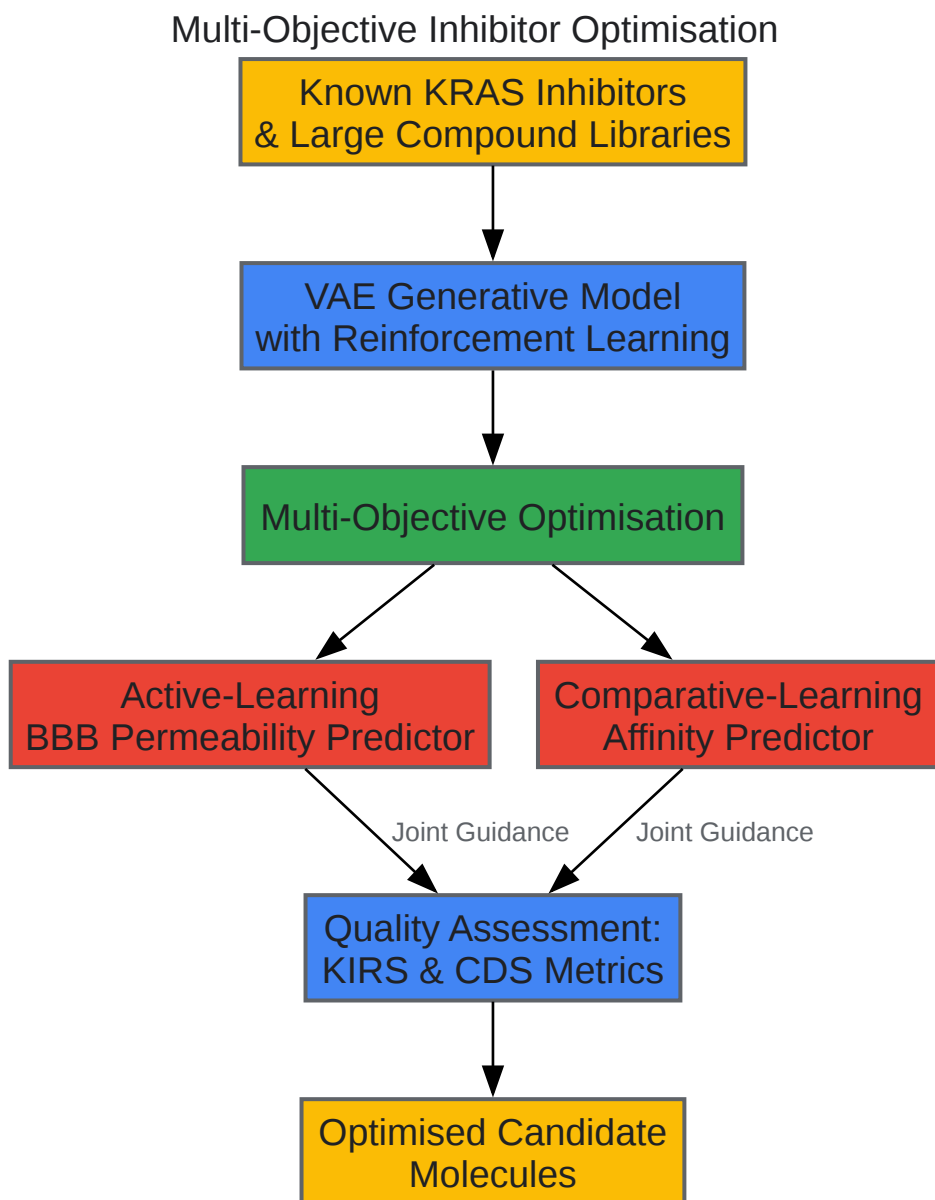 Multi-Objective Inhibitor Optimisation
Known KRAS Inhibitors
& Large Compound Libraries
VAE Generative Model
with Reinforcement Learning
Multi-Objective Optimisation
Active-Learning
BBB Permeability Predictor
Comparative-Learning
Affinity Predictor
Joint Guidance
Joint Guidance
Quality Assessment:
KIRS & CDS Metrics
Optimised Candidate
Molecules